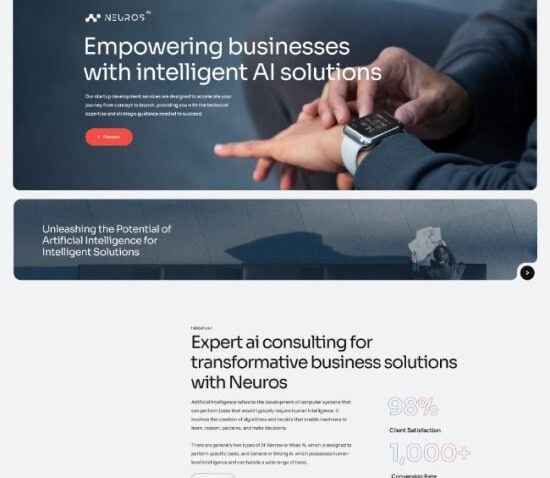 NEUROS AI
Empowering businesses
with intelligent AI solutions
Our startup development services are designed to accelerate your
journey from concept to launch, providing you with the technical
expertise and strategic guidance needed to succeed.
Discover
Unleashing the Potential of
Artificial Intelligence for
Intelligent Solutions
/ about us /
Expert ai consulting for
transformative business solutions
with Neuros
Artificial intelligence refers to the development of computer systems that
can perform tasks that would typically require human intelligence. It
involves the creation of algorithms and models that enable machines to
learn, reason, perceive, and make decisions.
There are generally two types of AI: Narrow or Weak AI, which is designed to
perform specific tasks, and General or Strong AI, which possesses human-
level intelligence and can handle a wide range of tasks.
98%
Client Satisfaction
1,000+
Conversion Rate